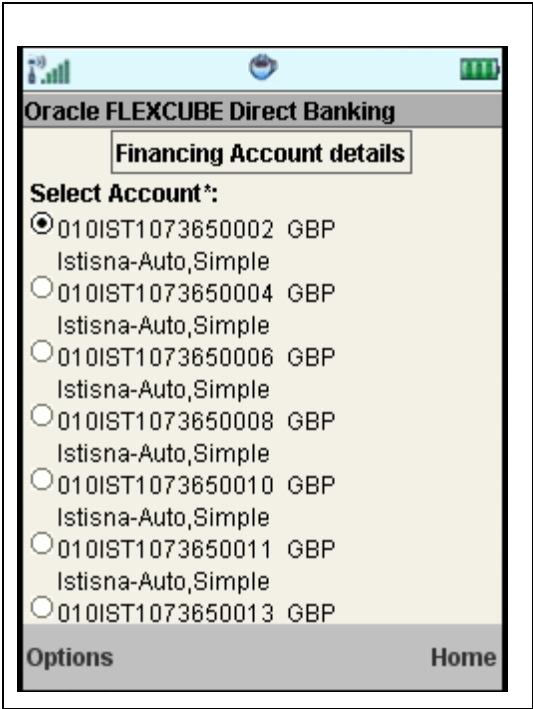 Oracle FLEXCUBE Direct Banking
Financing Account details
Select Account*:
010IST1073650002 GBP
Istisna-Auto,Simple
010IST1073650004 GBP
Istisna-Auto,Simple
010IST1073650006 GBP
Istisna-Auto,Simple
010IST1073650008 GBP
Istisna-Auto,Simple
010IST1073650010 GBP
Istisna-Auto,Simple
010IST1073650011 GBP
Istisna-Auto,Simple
010IST1073650013 GBP
Options Home